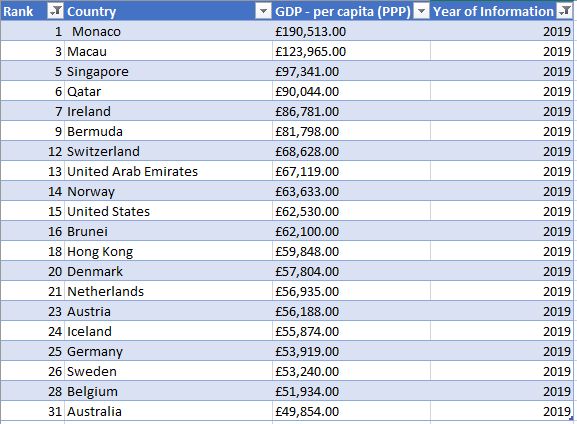 Rank Country GDP - per capita (PPP) Year of Information
1 Monaco £190,513.00 2019
3 Macau £123,965.00 2019
5 Singapore £97,341.00 2019
6 Qatar £90,044.00 2019
7 Ireland £86,781.00 2019
9 Bermuda £81,798.00 2019
12 Switzerland £68,628.00 2019
13 United Arab Emirates £67,119.00 2019
14 Norway £63,633.00 2019
15 United States £62,530.00 2019
16 Brunei £62,100.00 2019
18 Hong Kong £59,848.00 2019
20 Denmark £57,804.00 2019
21 Netherlands £56,935.00 2019
23 Austria £56,188.00 2019
24 Iceland £55,874.00 2019
25 Germany £53,919.00 2019
26 Sweden £53,240.00 2019
28 Belgium £51,934.00 2019
31 Australia £49,854.00 2019